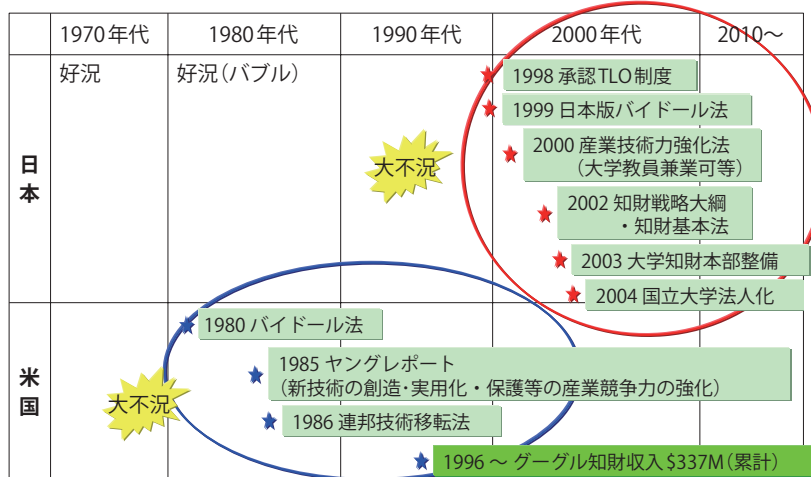 1970年代 1980年代 1990年代 2000年代 2010～
日本
好況 好況（バブル）
大不況
1998 承認TLO制度
1999 日本版バイドール法
2000 産業技術力強化法
（大学教員兼業可等）
2002 知財戦略大綱
・知財基本法
2003 大学知財本部整備
2004 国立大学法人化
米国
大不況
1980 バイドール法
1985 ヤングレポート
（新技術の創造・実用化・保護等の産業競争力の強化）
1986 連邦技術移転法
1996 ～ グーグル知財収入 $337M（累計）